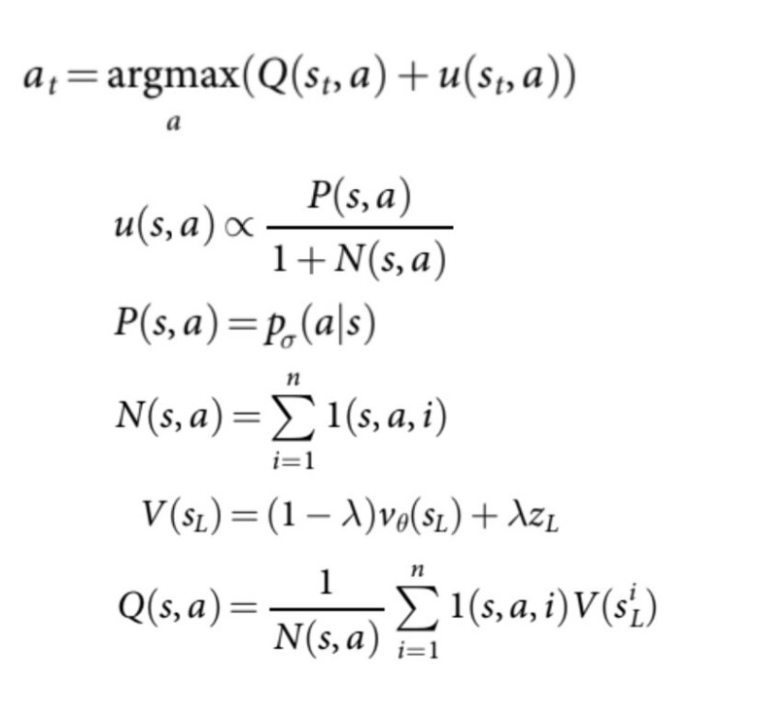 a_t = argmax(Q(s_t, a) + u(s_t, a))
a
u(s, a) ∝ P(s, a) / 1 + N(s, a)
P(s, a) = p_σ(a|s)
N(s, a) = ∑_{i=1}^{n} 1(s, a, i)
V(s_L) = (1 − λ)v_θ(s_L) + λz_L
Q(s, a) = 1 / N(s, a) ∑_{i=1}^{n} 1(s, a, i)V(s_L^i)